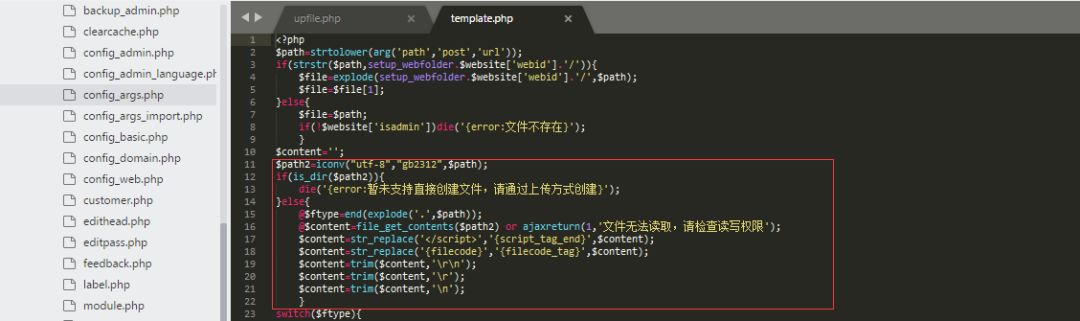 backup_admin.php
clearcache.php
config_admin.php
config_admin_language.ph
config_args.php
config_args_import.php
config_basic.php
config_domain.php
config_web.php
customer.php
edithead.php
editpass.php
feedback.php
label.php
module.php
upfile.php
template.php
1 <?php
2 $path=strtolower(arg('path','post','url'));
3 if(strstr($path,setup_webfolder.$website['webid'].'/')){
4 $file=explode(setup_webfolder.$website['webid'].'/',$path);
5 $file=$file[1];
6 }else{
7 $file=$path;
8 if(!$website['isadmin'])die('{error:文件不存在}');
9 }
10 $content='';
11 $path2=iconv("utf-8","gb2312",$path);
12 if(is_dir($path2)){
13 die('{error:暂未支持直接创建文件，请通过上传方式创建}');
14 }else{
15 @$ftype=end(explode('.',$path));
16 @$content=file_get_contents($path2) or ajaxreturn(1,'文件无法读取，请检查读写权限');
17 $content=str_replace('</script>','{script_tag_end}',$content);
18 $content=str_replace('{filecode}','{filecode_tag}',$content);
19 $content=trim($content,'\r\n');
20 $content=trim($content,'\r');
21 $content=trim($content,'\n');
22 }
23 switch($ftype){